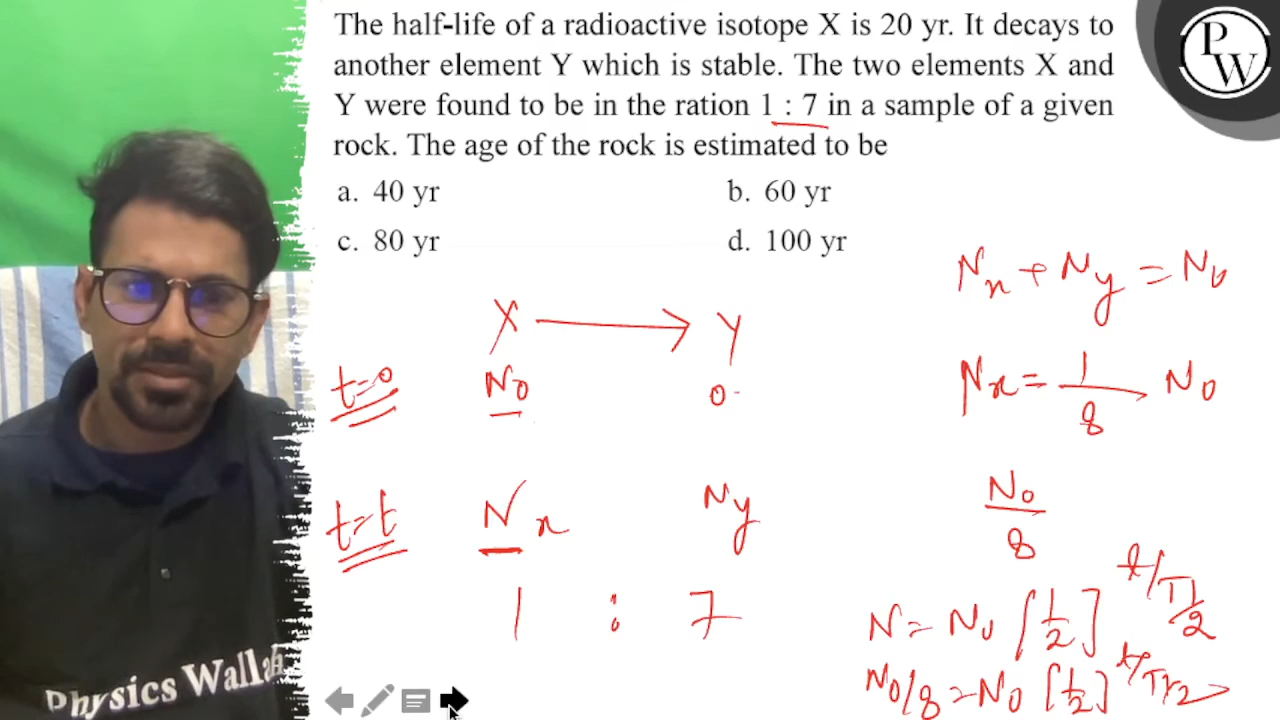 The half-life of a radioactive isotope X is 20 yr. It decays to
another element Y which is stable. The two elements X and
Y were found to be in the ration 1 : 7 in a sample of a given
rock. The age of the rock is estimated to be
a. 40 yr b. 60 yr
c. 80 yr d. 100 yr
PW
X → Y
t=0 N0 0
t=t Nx Ny
1 : 7
Nx + Ny = N0
Nx = 1/8 N0
N0/8
N = N0 [1/2] t/T1/2
N0/8 = N0 [1/2] t/T1/2
Physics Wallah